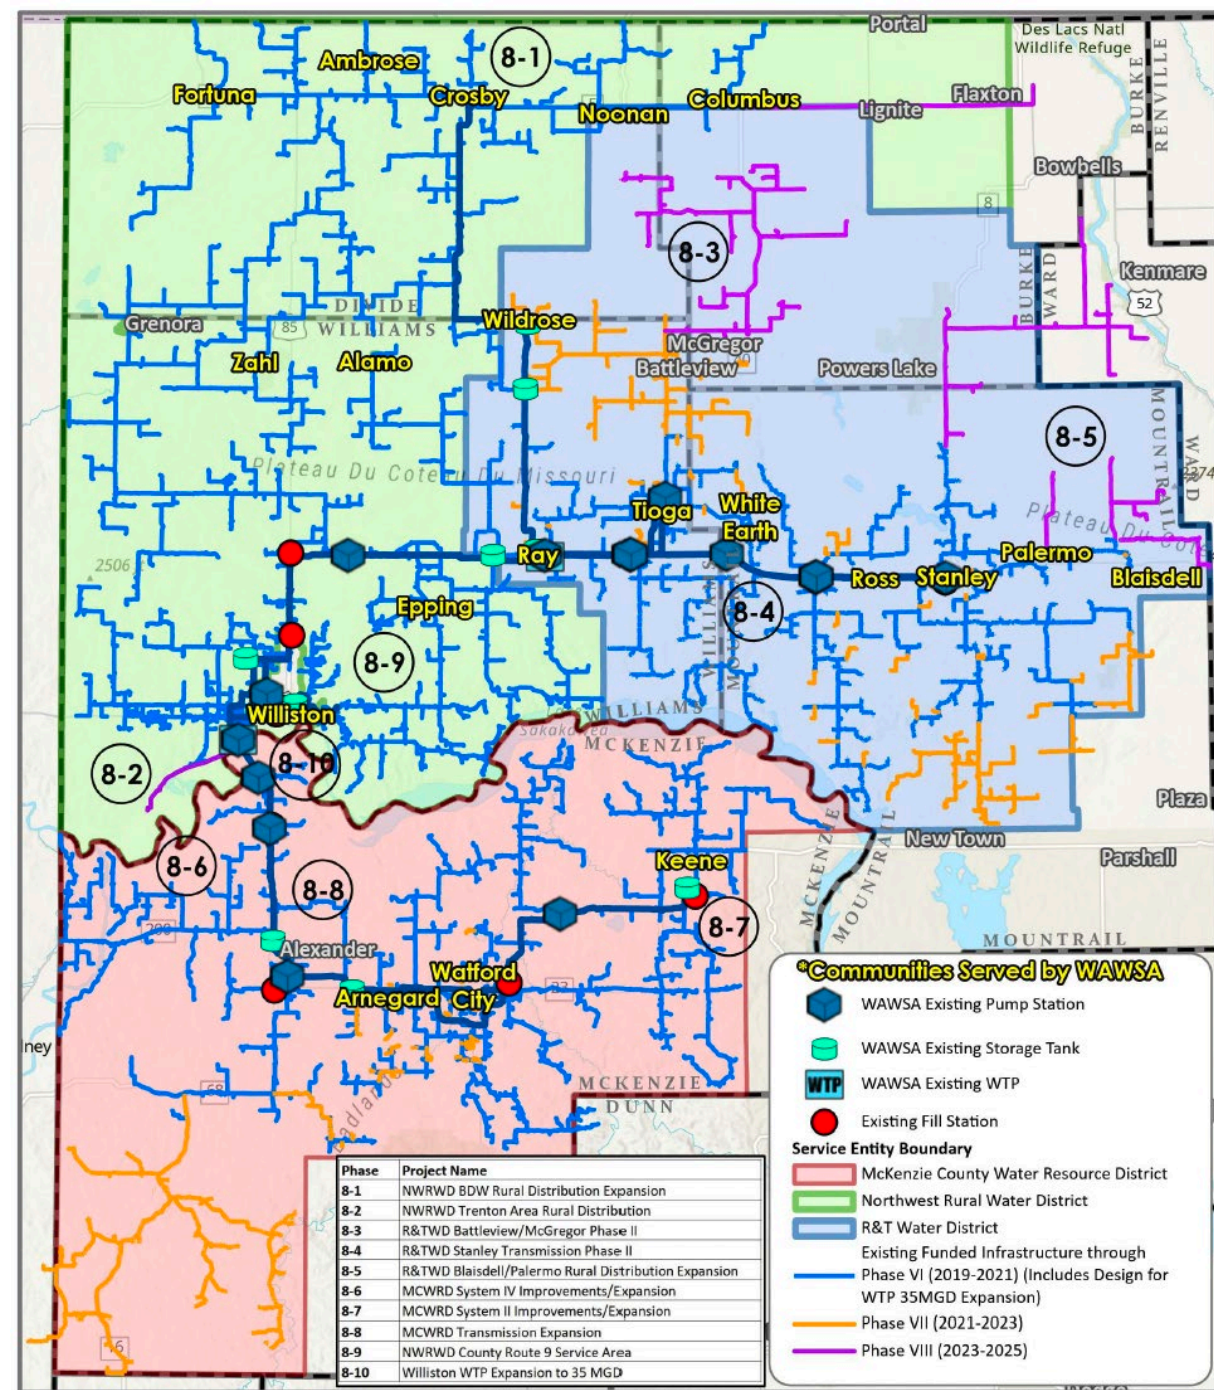 Portal
Des Lacs Natl
Wildlife Refuge
BURKE
RENVILLE
Ambrose
8-1
Fortuna
Crosby
Noonan
Columbus
Lignite
Flaxton
Bowbells
8
8-3
BURKE
WARD
Kenmare
52
DIVIDE
WILLIAMS
Grenora
85
Wildrose
Zahl
Alamo
McGregor
Battleview
Powers Lake
8-5
MOUNTRAIL
WARD
2374
Plateau Du Coteau Du Missouri
Plateau Du Cote
Tioga
White
Earth
2506
Ray
Ross
Stanley
Palermo
Blaisdell
Epping
8-4
WILLIAMS
8-9
Williston
WILLIAMS
MCKENZIE
Sakakawea
8-2
8-10
Plaza
8-6
New Town
Parshall
Keene
MCKENZIE
MOUNTRAIL
8-8
8-7
200
Alexander
Watford
City
Arnegard
MOUNTRAIL
ney
68
MCKENZIE
DUNN
Badlands
16
*Communities Served by WAWSA
WAWSA Existing Pump Station
WAWSA Existing Storage Tank
WTP WAWSA Existing WTP
Existing Fill Station
Service Entity Boundary
McKenzie County Water Resource District
Northwest Rural Water District
R&T Water District
Existing Funded Infrastructure through
Phase VI (2019-2021) (Includes Design for
WTP 35MGD Expansion)
Phase VII (2021-2023)
Phase VIII (2023-2025)
Phase Project Name
8-1 NWRWD BDW Rural Distribution Expansion
8-2 NWRWD Trenton Area Rural Distribution
8-3 R&TWD Battleview/McGregor Phase II
8-4 R&TWD Stanley Transmission Phase II
8-5 R&TWD Blaisdell/Palermo Rural Distribution Expansion
8-6 MCWRD System IV Improvements/Expansion
8-7 MCWRD System II Improvements/Expansion
8-8 MCWRD Transmission Expansion
8-9 NWRWD County Route 9 Service Area
8-10 Williston WTP Expansion to 35 MGD